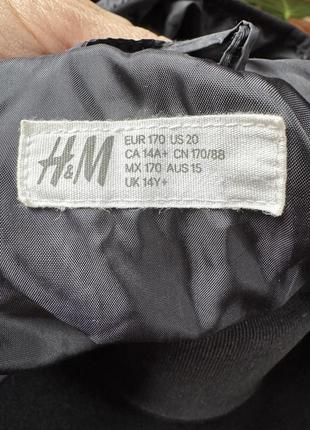 H&M
EUR 170 US 20
CA 14A+ CN 170/88
MX 170 AUS 15
UK 14Y+